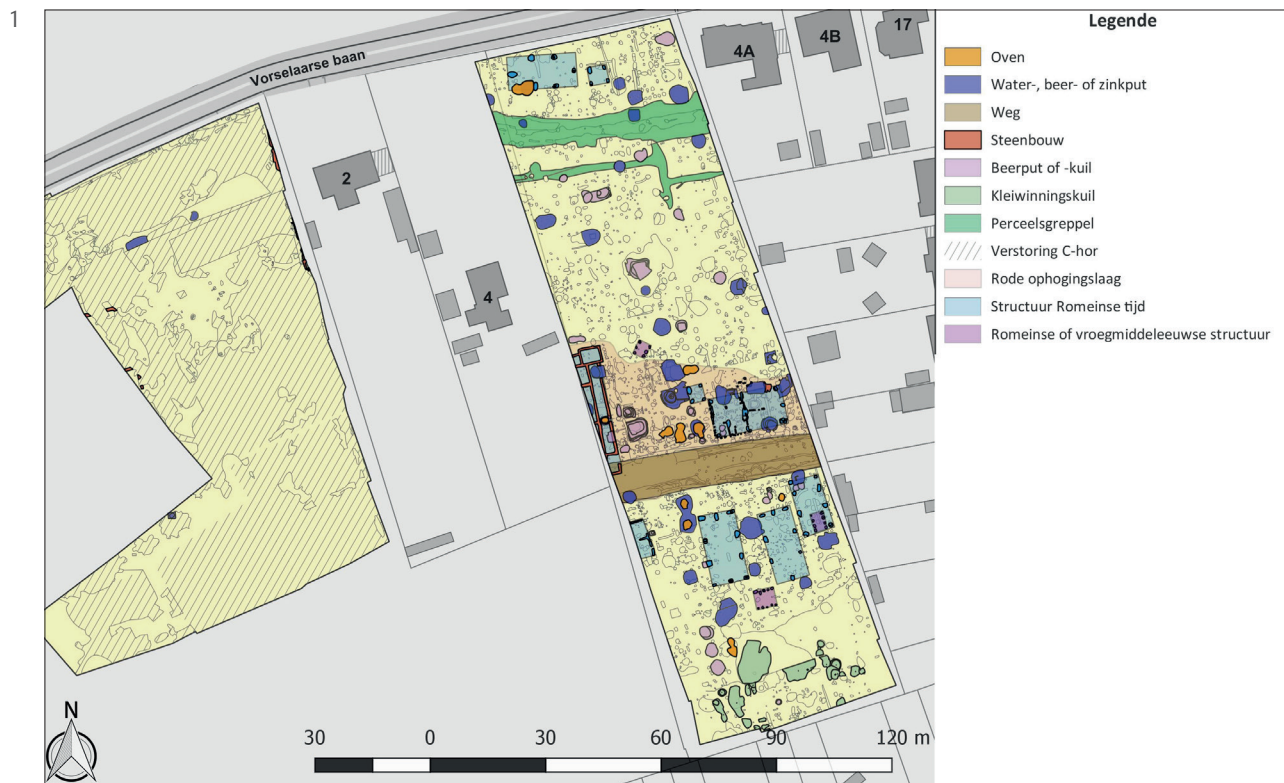 1
Vorselaarse baan
4A
4B
17
2
4
N
30 0 30 60 90 120 m
Legende
Oven
Water-, beer- of zinkput
Weg
Steenbouw
Beerput of -kuil
Kleiwinningskuil
Perceelsgreppel
Verstoring C-hor
Rode ophogingslaag
Structuur Romeinse tijd
Romeinse of vroegmiddeleeuwse structuur